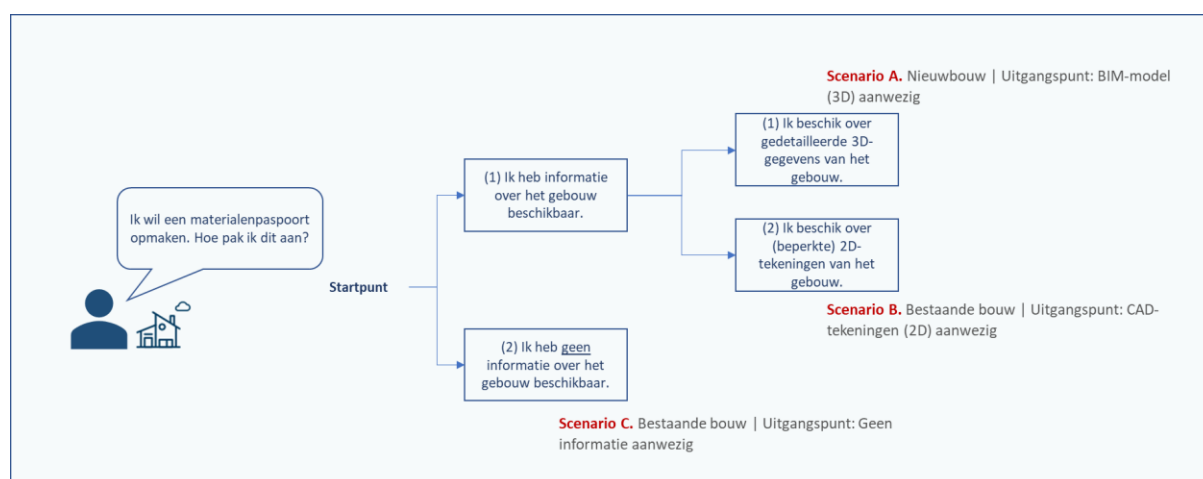 Scenario A. Nieuwbouw | Uitgangspunt: BIM-model
(3D) aanwezig
(1) Ik beschik over
gedetailleerde 3D-
gegevens van het
gebouw.
(1) Ik heb informatie
over het gebouw
beschikbaar.
Ik wil een materialenpaspoort
opmaken. Hoe pak ik dit aan?
(2) Ik beschik over
(beperkte) 2D-
tekeningen van het
gebouw.
Startpunt
Scenario B. Bestaande bouw | Uitgangspunt: CAD-
tekeningen (2D) aanwezig
(2) Ik heb geen
informatie over het
gebouw beschikbaar.
Scenario C. Bestaande bouw | Uitgangspunt: Geen
informatie aanwezig